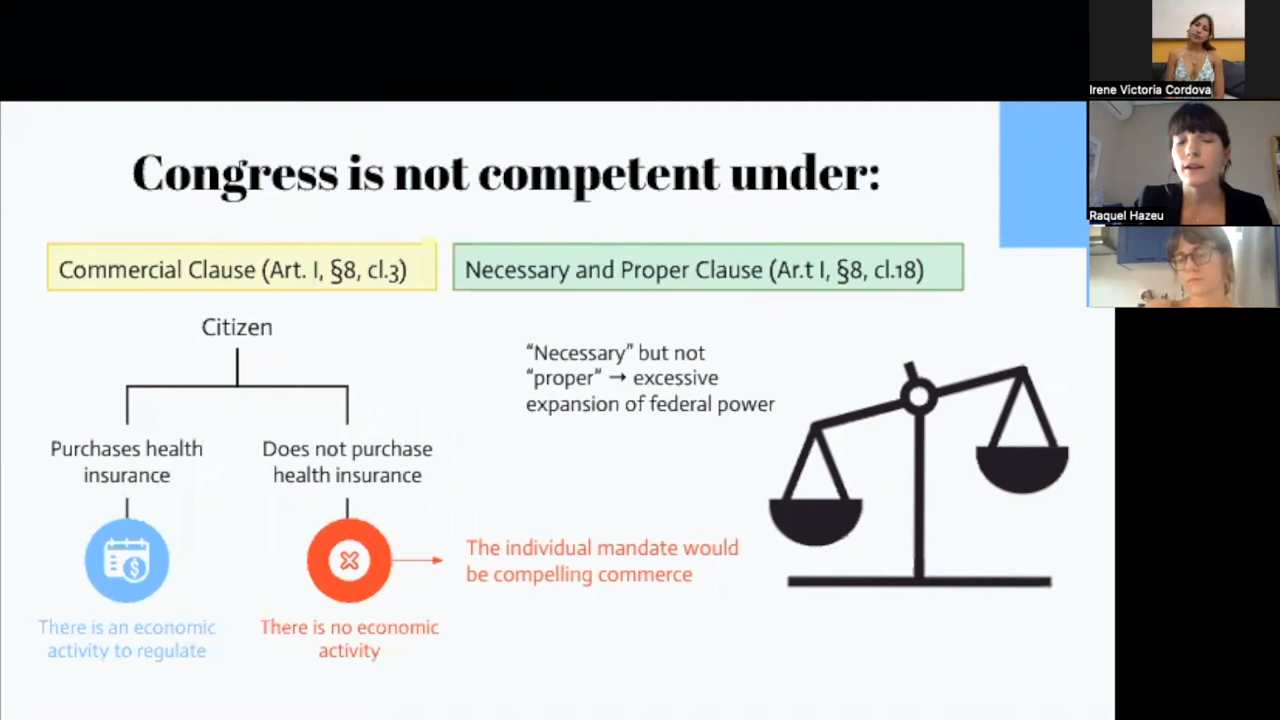 Irene Victoria Cordova
Raquel Hazeu
Congress is not competent under:
Commercial Clause (Art. I, §8, cl.3)
Necessary and Proper Clause (Ar.t I, §8, cl.18)
Citizen
Purchases health
insurance
Does not purchase
health insurance
"Necessary" but not
"proper" → excessive
expansion of federal power
$
The individual mandate would
be compelling commerce
There is an economic
activity to regulate
There is no economic
activity